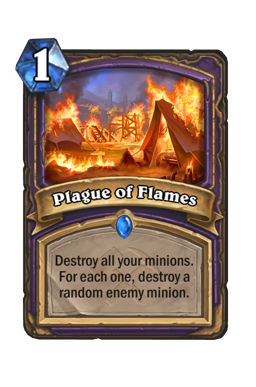 1
Plague of Flames
Destroy all your minions.
For each one, destroy a
random enemy minion.